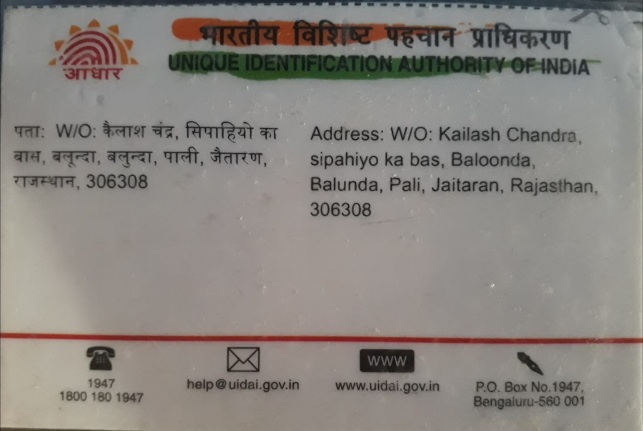 भारतीय विशिष्ट पहचान प्राधिकरण
UNIQUE IDENTIFICATION AUTHORITY OF INDIA
आधार
पता: W/O: कैलाश चंद्र, सिपाहियो का
बास, बलून्दा, बलुन्दा, पाली, जैतारण,
राजस्थान, 306308
Address: W/O: Kailash Chandra,
sipahiyo ka bas, Baloonda,
Balunda, Pali, Jaitaran, Rajasthan,
306308
1947
1800 180 1947
help@uidai.gov.in
www
www.uidai.gov.in
P.O. Box No.1947,
Bengaluru-560 001